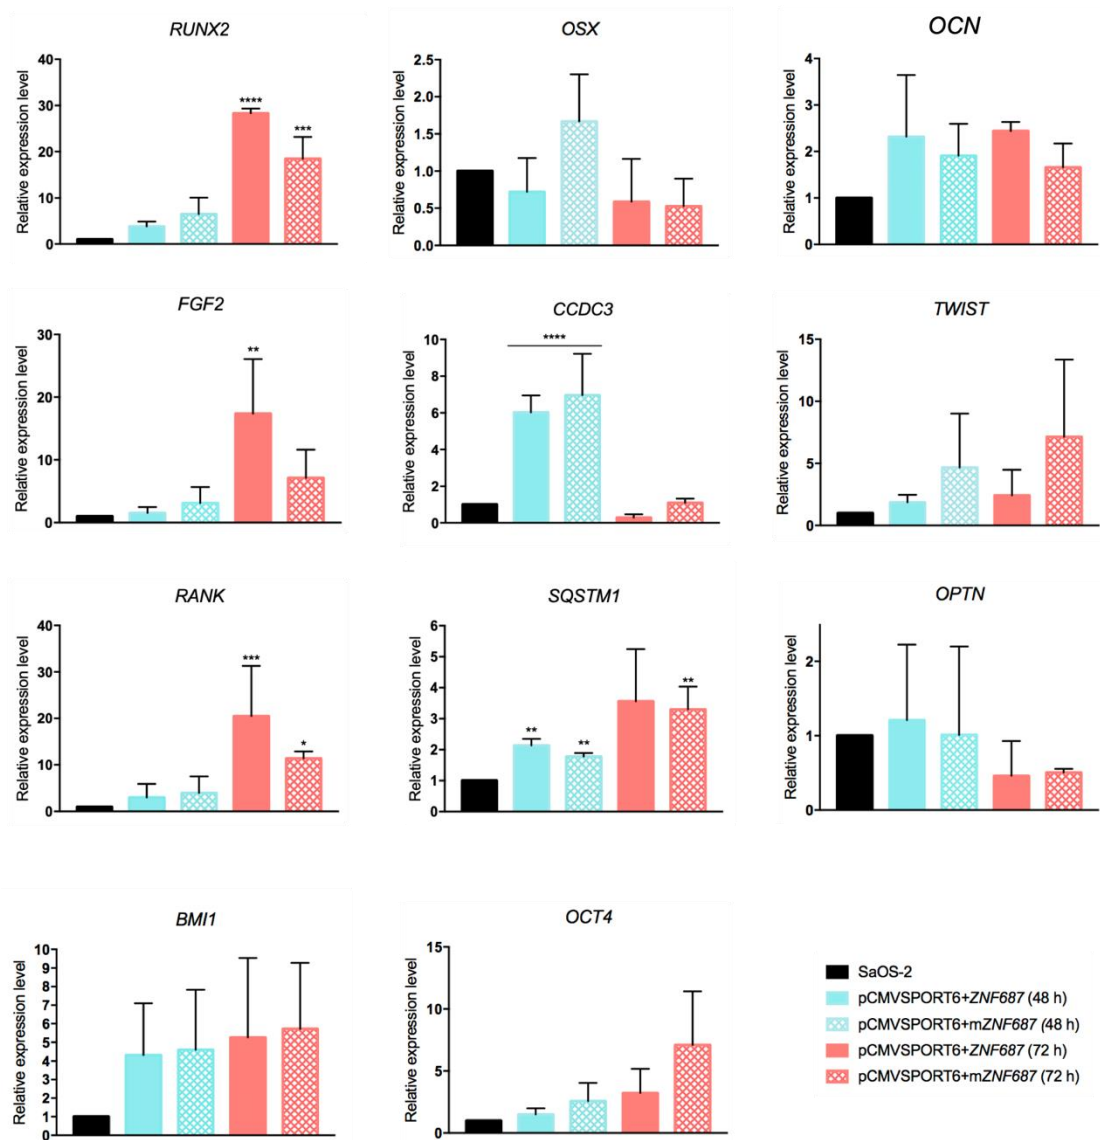 RUNX2
Relative expression level
40
30
20
10
0
****
***
OSX
Relative expression level
2.5
2.0
1.5
1.0
0.5
0.0
OCN
Relative expression level
4
3
2
1
0
FGF2
Relative expression level
30
20
10
0
**
CCDC3
Relative expression level
10
8
6
4
2
0
****
TWIST
Relative expression level
15
10
5
0
RANK
Relative expression level
40
30
20
10
0
***
*
SQSTM1
Relative expression level
6
5
4
3
2
1
0
**
**
**
OPTN
Relative expression level
2
1
0
BMI1
Relative expression level
10
9
8
7
6
5
4
3
2
1
0
OCT4
Relative expression level
15
10
5
0
SaOS-2
pCMVSPORT6+ZNF687 (48 h)
pCMVSPORT6+mZNF687 (48 h)
pCMVSPORT6+ZNF687 (72 h)
pCMVSPORT6+mZNF687 (72 h)